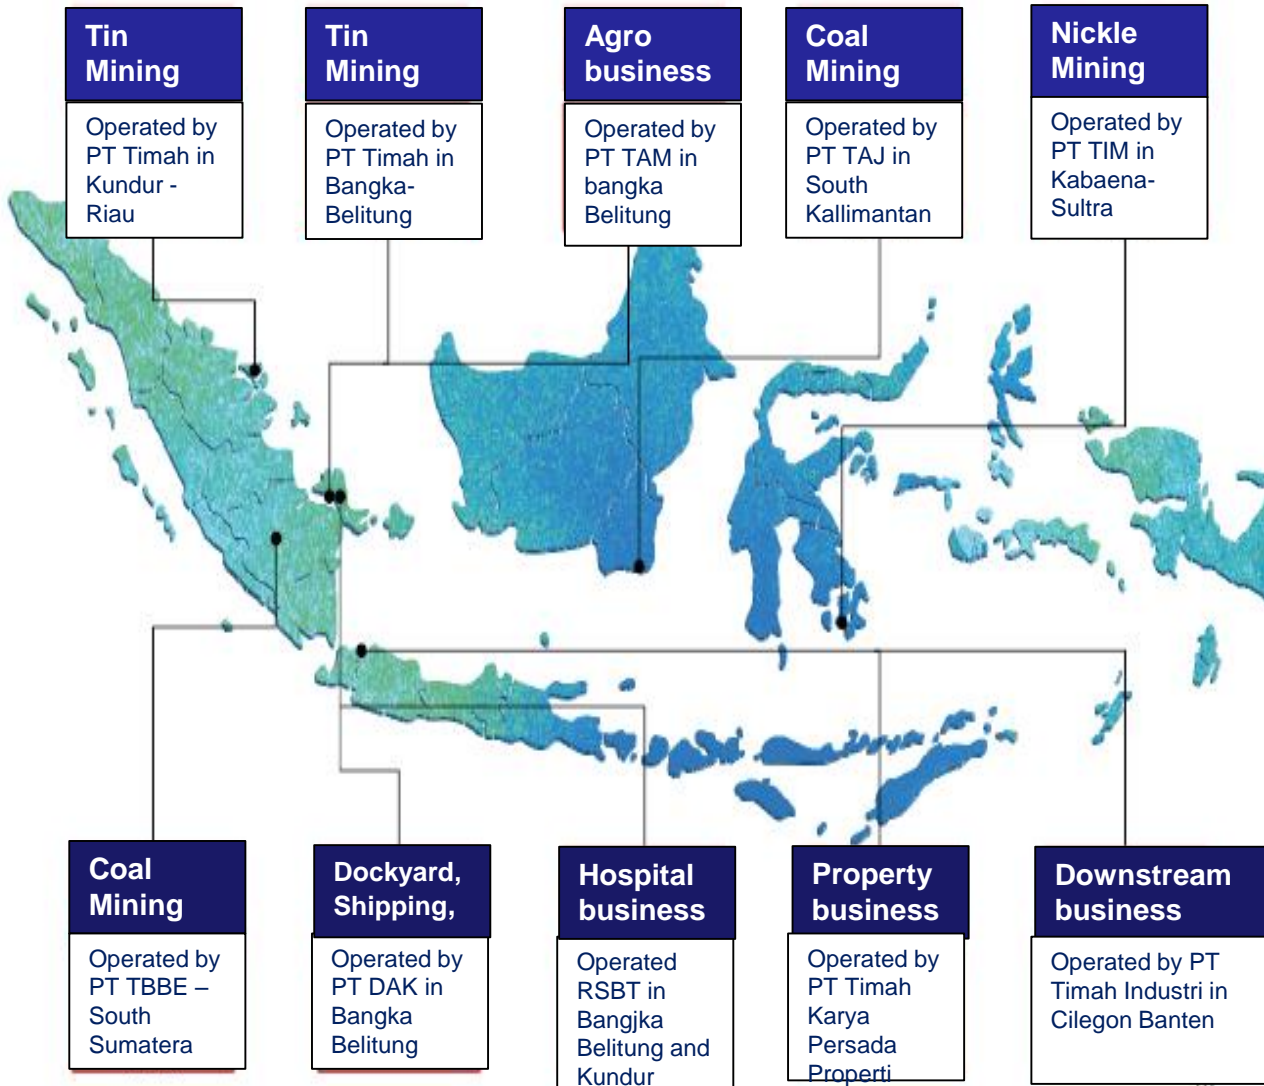 Tin
Mining
Operated by
PT Timah in
Kundur -
Riau
Tin
Mining
Operated by
PT Timah in
Bangka-
Belitung
Agro
business
Operated by
PT TAM in
bangka
Belitung
Coal
Mining
Operated by
PT TAJ in
South
Kallimantan
Nickle
Mining
Operated by
PT TIM in
Kabaena-
Sultra
Coal
Mining
Operated by
PT TBBE –
South
Sumatera
Dockyard,
Shipping,
Operated by
PT DAK in
Bangka
Belitung
Hospital
business
Operated
RSBT in
Bangjka
Belitung and
Kundur
Property
business
Operated by
PT Timah
Karya
Persada
Properti
Downstream
business
Operated by PT
Timah Industri in
Cilegon Banten